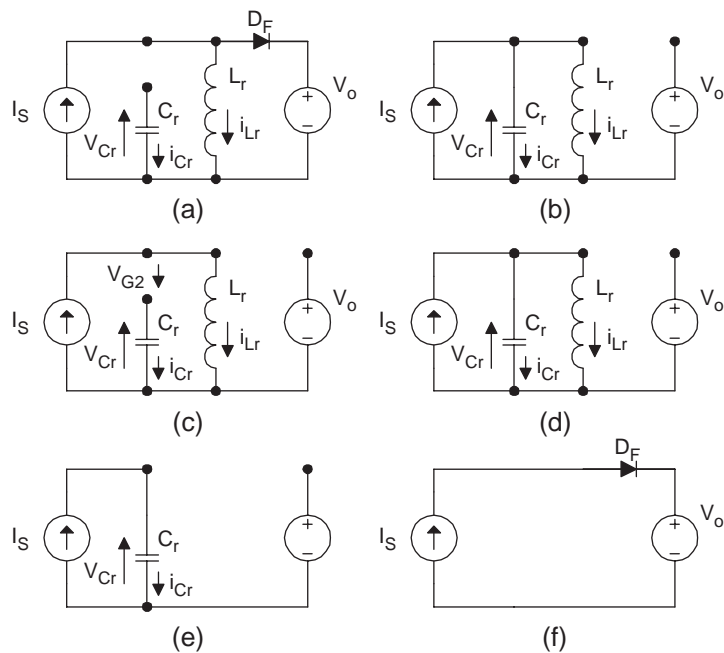 D_F
I_S
V_Cr
C_r
i_Cr
L_r
i_Lr
+
−
V_o
(a)
I_S
V_Cr
C_r
i_Cr
L_r
i_Lr
+
−
V_o
(b)
V_G2
I_S
V_Cr
C_r
i_Cr
L_r
i_Lr
+
−
V_o
(c)
I_S
V_Cr
C_r
i_Cr
L_r
i_Lr
+
−
V_o
(d)
I_S
V_Cr
C_r
i_Cr
+
−
V_o
(e)
D_F
I_S
+
−
V_o
(f)